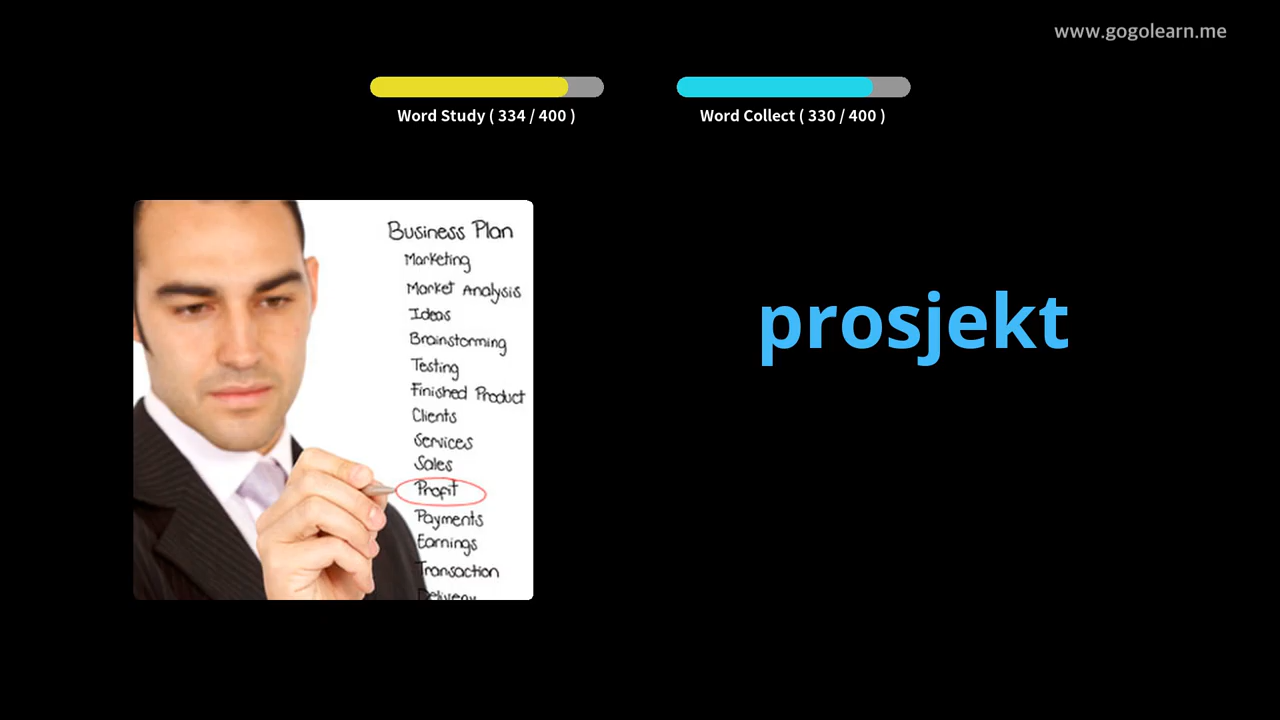 www.gogolearn.me
Word Study ( 334 / 400 )
Word Collect ( 330 / 400 )
Business Plan
Marketing
Market Analysis
Ideas
Brainstorming
Testing
Finished Product
Clients
Services
Sales
Profit
Payments
Earnings
Transaction
Delivery
prosjekt